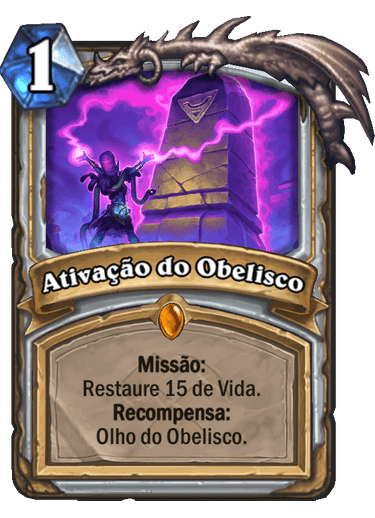 1
Ativação do Obelisco
Missão:
Restaure 15 de Vida.
Recompensa:
Olho do Obelisco.